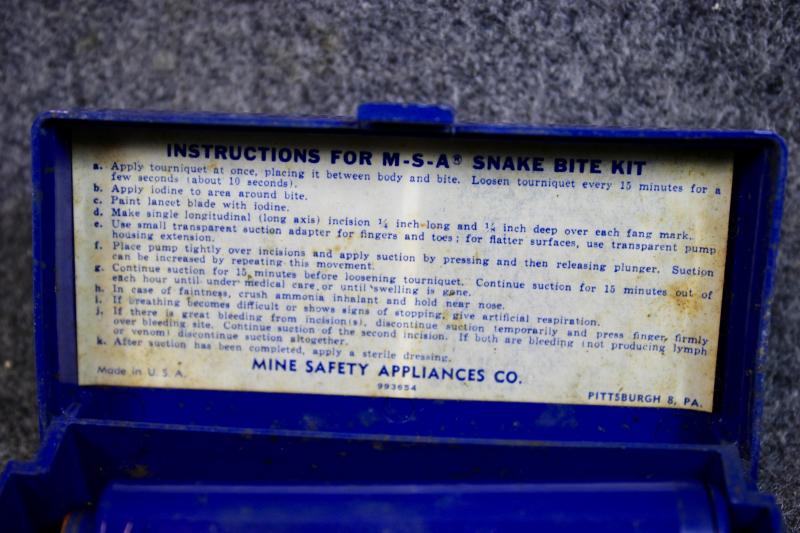 INSTRUCTIONS FOR M-S-A® SNAKE BITE KIT
a. Apply tourniquet at once, placing it between body and bite. Loosen tourniquet every 15 minutes for a
few seconds (about 10 seconds).
b. Apply iodine to area around bite.
c. Paint lancet blade with iodine.
d. Make single longitudinal (long axis) incision ¼ inch long and ¼ inch deep over each fang mark.
e. Use small transparent suction adapter for fingers and toes; for flatter surfaces, use transparent pump
housing extension.
f. Place pump tightly over incisions and apply suction by pressing and then releasing plunger. Suction
can be increased by repeating this movement.
g. Continue suction for 15 minutes before loosening tourniquet. Continue suction for 15 minutes out of
each hour until under medical care or until swelling is gone.
h. In case of faintness, crush ammonia inhalant and hold near nose.
i. If breathing becomes difficult or shows signs of stopping, give artificial respiration.
j. If there is great bleeding from incision(s), discontinue suction temporarily and press finger firmly
over bleeding site. Continue suction of the second incision. If both are bleeding (not producing lymph
or venom) discontinue suction altogether.
k. After suction has been completed, apply a sterile dressing.
Made in U. S. A.
MINE SAFETY APPLIANCES CO.
993654
PITTSBURGH 8, PA.